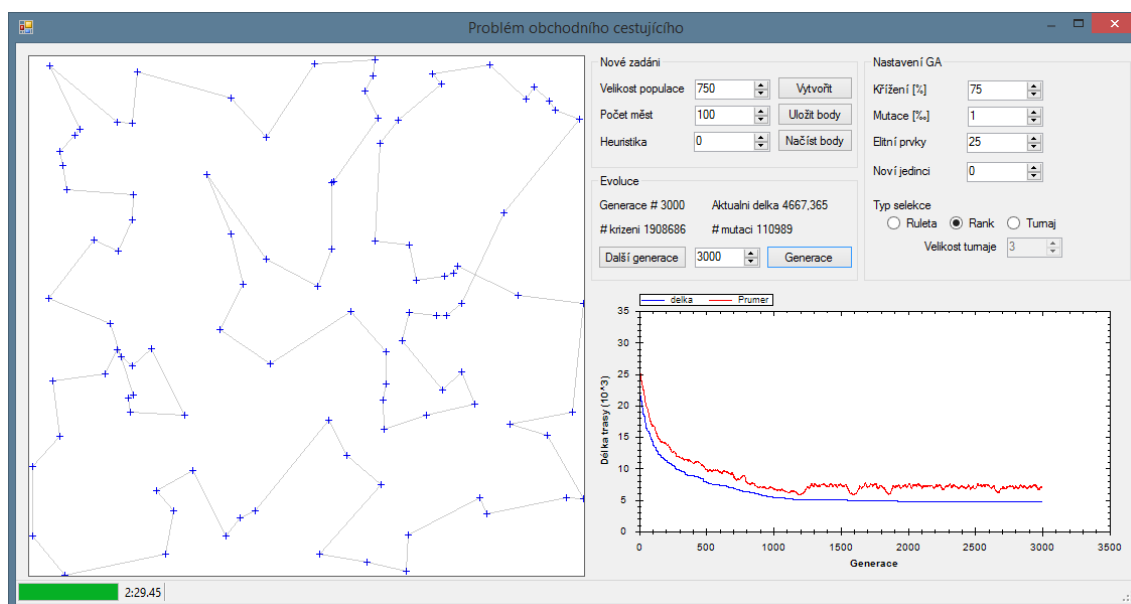 Problém obchodního cestujícího
Nové zadáni
Velikost populace 750 Vytvořit
Počet měst 100 Uložit body
Heuristika 0 Načíst body
Evoluce
Generace # 3000 Aktualni delka 4667,365
# krizeni 1908686 # mutaci 110989
Další generace 3000 Generace
Nastavení GA
Křížení [%] 75
Mutace [‰] 1
Elitní prvky 25
Noví jedinci 0
Typ selekce
Ruleta Rank Turnaj
Velikost turnaje 3
delka Prumer
Délka trasy (10^3)
35
30
25
20
15
10
5
0
0 500 1000 1500 2000 2500 3000 3500
Generace
2:29.45